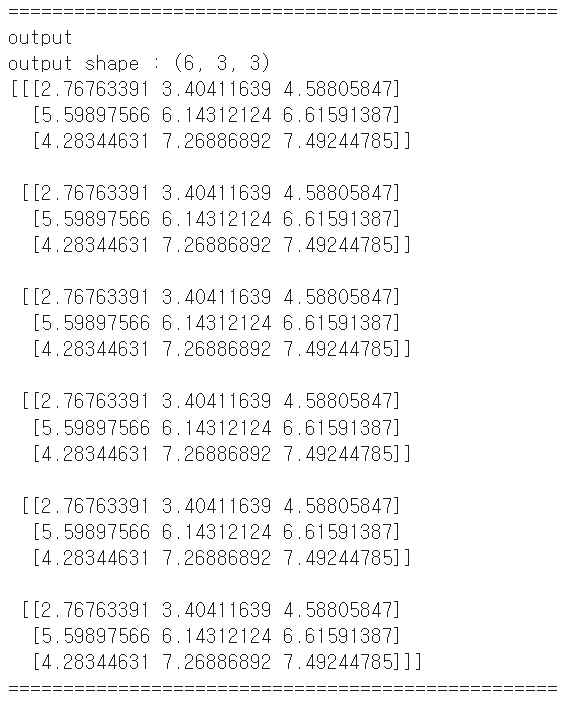 ==================================================
output
output shape : (6, 3, 3)
[[[2.76763391 3.40411639 4.58805847]
  [5.59897566 6.14312124 6.61591387]
  [4.28344631 7.26886892 7.49244785]]

 [[2.76763391 3.40411639 4.58805847]
  [5.59897566 6.14312124 6.61591387]
  [4.28344631 7.26886892 7.49244785]]

 [[2.76763391 3.40411639 4.58805847]
  [5.59897566 6.14312124 6.61591387]
  [4.28344631 7.26886892 7.49244785]]

 [[2.76763391 3.40411639 4.58805847]
  [5.59897566 6.14312124 6.61591387]
  [4.28344631 7.26886892 7.49244785]]

 [[2.76763391 3.40411639 4.58805847]
  [5.59897566 6.14312124 6.61591387]
  [4.28344631 7.26886892 7.49244785]]

 [[2.76763391 3.40411639 4.58805847]
  [5.59897566 6.14312124 6.61591387]
  [4.28344631 7.26886892 7.49244785]]]
==================================================